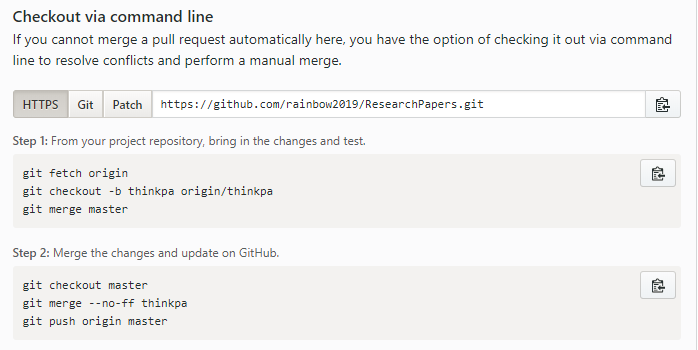 Checkout via command line
If you cannot merge a pull request automatically here, you have the option of checking it out via command
line to resolve conflicts and perform a manual merge.
HTTPS Git Patch https://github.com/rainbow2019/ResearchPapers.git
Step 1: From your project repository, bring in the changes and test.
git fetch origin
git checkout -b thinkpa origin/thinkpa
git merge master
Step 2: Merge the changes and update on GitHub.
git checkout master
git merge --no-ff thinkpa
git push origin master